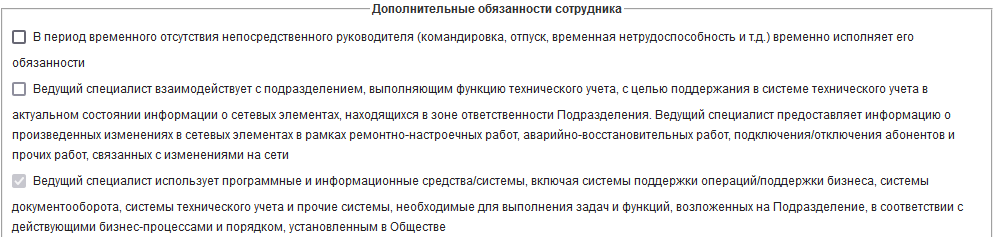 Дополнительные обязанности сотрудника
В период временного отсутствия непосредственного руководителя (командировка, отпуск, временная нетрудоспособность и т.д.) временно исполняет его
обязанности
Ведущий специалист взаимодействует с подразделением, выполняющим функцию технического учета, с целью поддержания в системе технического учета в
актуальном состоянии информации о сетевых элементах, находящихся в зоне ответственности Подразделения. Ведущий специалист предоставляет информацию о
произведенных изменениях в сетевых элементах в рамках ремонтно-настроечных работ, аварийно-восстановительных работ, подключения/отключения абонентов и
прочих работ, связанных с изменениями на сети
Ведущий специалист использует программные и информационные средства/системы, включая системы поддержки операций/поддержки бизнеса, системы
документооборота, системы технического учета и прочие системы, необходимые для выполнения задач и функций, возложенных на Подразделение, в соответствии с
действующими бизнес-процессами и порядком, установленным в Обществе